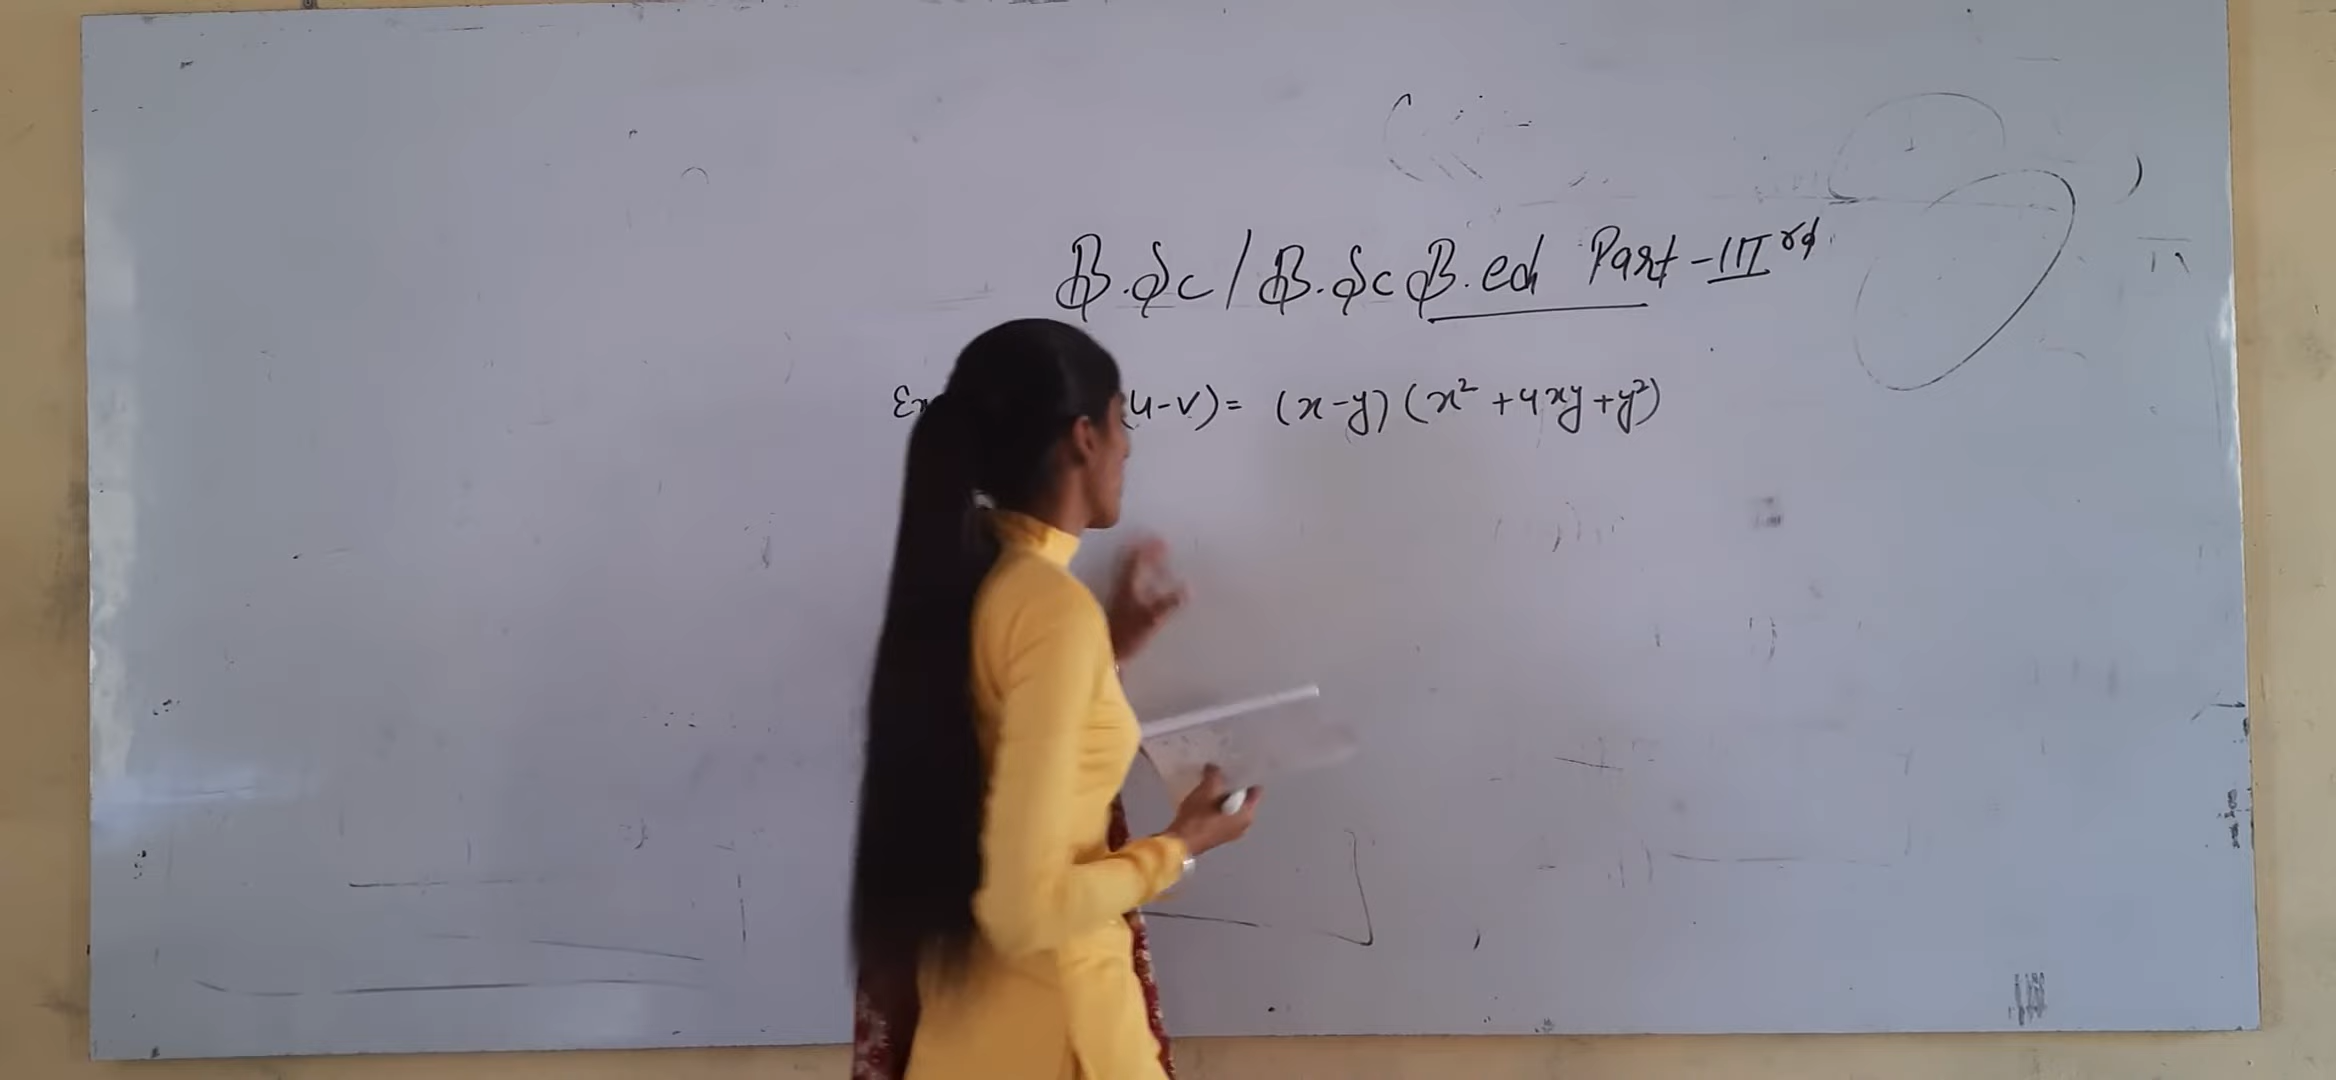 B.Sc / B.Sc B.ed Part-IIIrd
(u-v)= (x-y) (x² +4xy+y²)